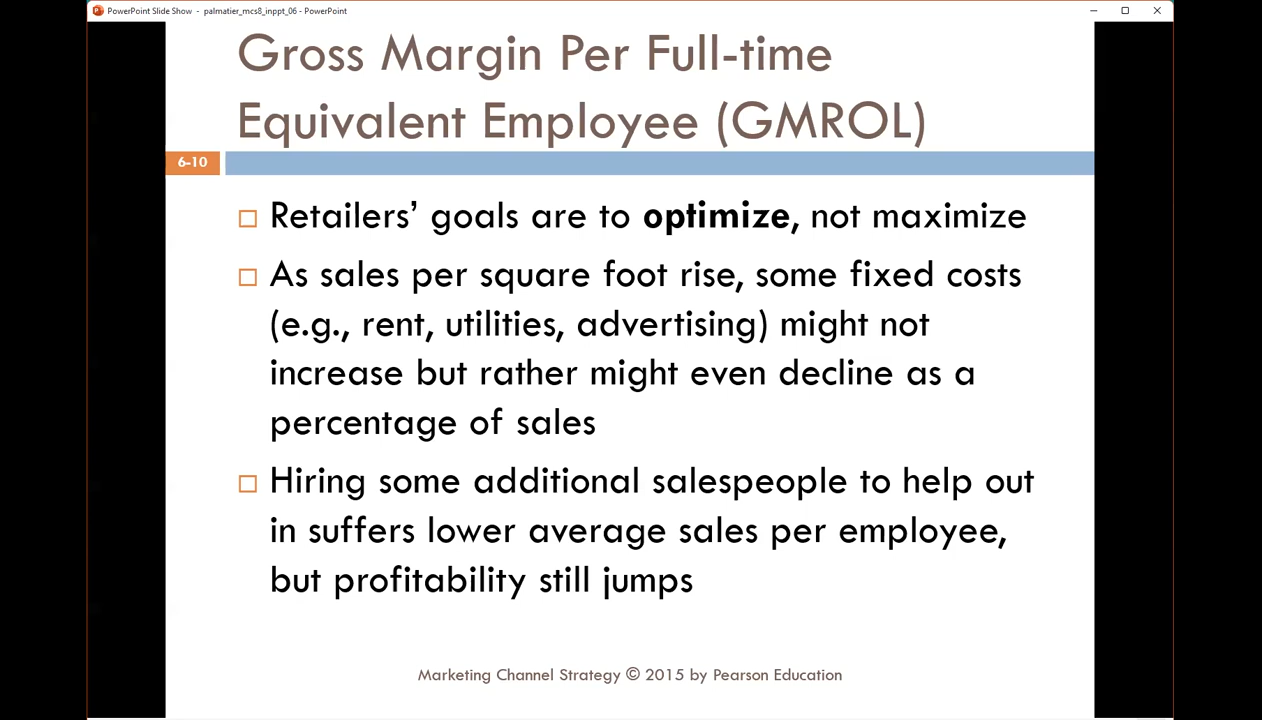 PowerPoint Slide Show - palmatier_mcs8_inppt_06 - PowerPoint
Gross Margin Per Full-time
Equivalent Employee (GMROL)
6-10
Retailers’ goals are to optimize, not maximize
As sales per square foot rise, some fixed costs
(e.g., rent, utilities, advertising) might not
increase but rather might even decline as a
percentage of sales
Hiring some additional salespeople to help out
in suffers lower average sales per employee,
but profitability still jumps
Marketing Channel Strategy © 2015 by Pearson Education